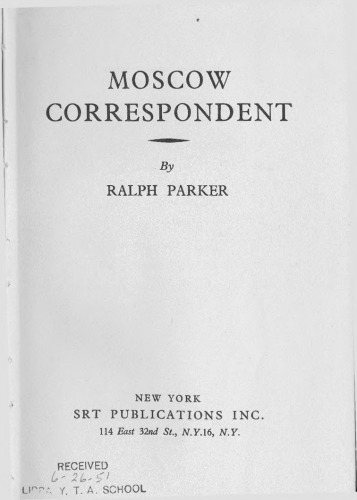 MOSCOW
CORRESPONDENT
By
RALPH PARKER
NEW YORK
SRT PUBLICATIONS INC.
114 East 32nd St., N.Y.16, N.Y.
RECEIVED
6-26-51
Y, T. A. SCHOOL